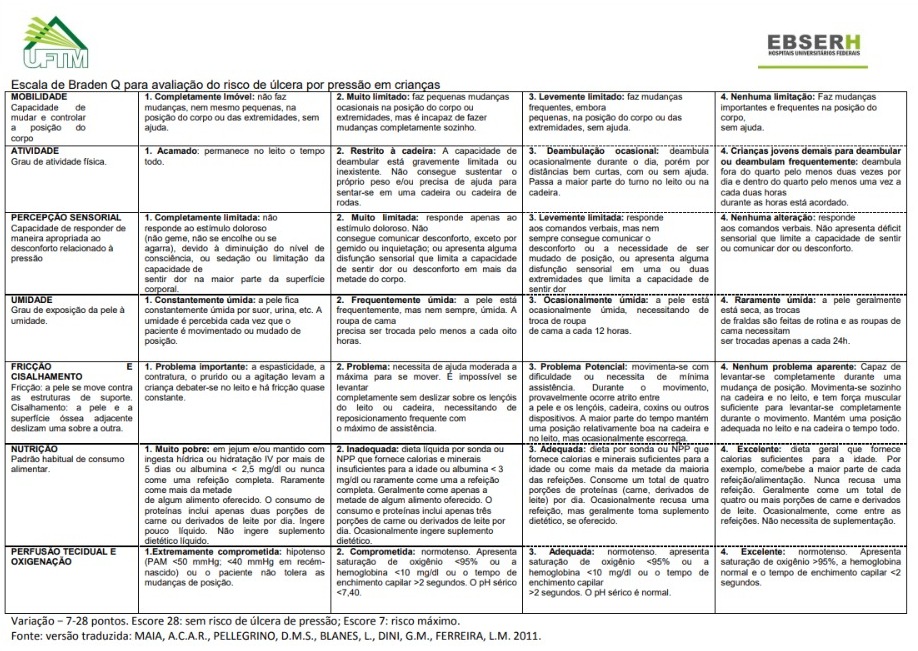 UFTM
EBSERH
HOSPITAIS UNIVERSITÁRIOS FEDERAIS
Escala de Braden Q para avaliação do risco de úlcera por pressão em crianças
MOBILIDADE
Capacidade de
mudar e controlar
a posição do
corpo
1. Completamente Imóvel: não faz
mudanças, nem mesmo pequenas, na
posição do corpo ou das extremidades, sem
ajuda.
2. Muito limitado: faz pequenas mudanças
ocasionais na posição do corpo ou
extremidades, mas é incapaz de fazer
mudanças completamente sozinho.
3. Levemente limitado: faz mudanças
frequentes, embora
pequenas, na posição do corpo ou das
extremidades, sem ajuda.
4. Nenhuma limitação: Faz mudanças
importantes e frequentes na posição do
corpo,
sem ajuda.
ATIVIDADE
Grau de atividade física.
1. Acamado: permanece no leito o tempo
todo.
2. Restrito à cadeira: A capacidade de
deambular está gravemente limitada ou
inexistente. Não consegue sustentar o
próprio peso e/ou precisa de ajuda para
sentar-se em uma cadeira ou cadeira de
rodas.
3. Deambulação ocasional: deambula
ocasionalmente durante o dia, porém por
distâncias bem curtas, com ou sem ajuda.
Passa a maior parte do turno no leito ou na
cadeira.
4. Crianças jovens demais para deambular
ou deambulam frequentemente: deambula
fora do quarto pelo menos duas vezes por
dia e dentro do quarto pelo menos uma vez a
cada duas horas
durante as horas está acordado.
PERCEPÇÃO SENSORIAL
Capacidade de responder de
maneira apropriada ao
desconforto relacionado à
pressão
1. Completamente limitada: não
responde ao estímulo doloroso
(não geme, não se encolhe ou se
agarra), devido à diminuição do nível de
consciência, ou sedação ou limitação da
capacidade de
sentir dor na maior parte da superfície
corporal.
2. Muito limitada: responde apenas ao
estímulo doloroso. Não
consegue comunicar desconforto, exceto por
gemido ou inquietação; ou apresenta alguma
disfunção sensorial que limita a capacidade
de sentir dor ou desconforto em mais da
metade do corpo.
3. Levemente limitada: responde
aos comandos verbais, mas nem
sempre consegue comunicar o
desconforto ou a necessidade de ser
mudado de posição, ou apresenta alguma
disfunção sensorial em uma ou duas
extremidades que limita a capacidade de
sentir dor
4. Nenhuma alteração: responde
aos comandos verbais. Não apresenta déficit
sensorial que limite a capacidade de sentir
ou comunicar dor ou desconforto.
UMIDADE
Grau de exposição da pele à
umidade.
1. Constantemente úmida: a pele fica
constantemente úmida por suor, urina, etc. A
umidade é percebida cada vez que o
paciente é movimentado ou mudado de
posição.
2. Frequentemente úmida: a pele está
frequentemente, mas nem sempre, úmida. A
roupa de cama
precisa ser trocada pelo menos a cada oito
horas.
3. Ocasionalmente úmida: a pele está
ocasionalmente úmida, necessitando de
troca de roupa
de cama a cada 12 horas.
4. Raramente úmida: a pele geralmente
está seca, as trocas
de fraldas são feitas de rotina e as roupas de
cama necessitam
ser trocadas apenas a cada 24h.
FRICÇÃO E
CISALHAMENTO
Fricção: a pele se move contra
as estruturas de suporte.
Cisalhamento: a pele e a
superfície óssea adjacente
deslizam uma sobre a outra.
1. Problema importante: a espasticidade, a
contratura, o prurido ou a agitação levam a
criança debater-se no leito e há fricção quase
constante.
2. Problema: necessita de ajuda moderada a
máxima para se mover. É impossível se
levantar
completamente sem deslizar sobre os lençóis
do leito ou cadeira, necessitando de
reposicionamento frequente com
o máximo de assistência.
3. Problema Potencial: movimenta-se com
dificuldade ou necessita de mínima
assistência. Durante o movimento,
provavelmente ocorre atrito entre
a pele e os lençóis, cadeira, coxins ou outros
dispositivos. A maior parte do tempo mantém
uma posição relativamente boa na cadeira e
no leito, mas ocasionalmente escorrega.
4. Nenhum problema aparente: Capaz de
levantar-se completamente durante uma
mudança de posição. Movimenta-se sozinho
na cadeira e no leito, e tem força muscular
suficiente para levantar-se completamente
durante o movimento. Mantém uma posição
adequada no leito e na cadeira o tempo todo.
NUTRIÇÃO
Padrão habitual de consumo
alimentar.
1. Muito pobre: em jejum e/ou mantido com
ingesta hídrica ou hidratação IV por mais de
5 dias ou albumina < 2,5 mg/dl ou nunca
come uma refeição completa. Raramente
come mais da metade
de algum alimento oferecido. O consumo de
proteínas inclui apenas duas porções de
carne ou derivados de leite por dia. Ingere
pouco líquido. Não ingere suplemento
dietético líquido.
2. Inadequada: dieta líquida por sonda ou
NPP que fornece calorias e minerais
insuficientes para a idade ou albumina < 3
mg/dl ou raramente come uma a refeição
completa. Geralmente come apenas a
metade de algum alimento oferecido. O
consumo e proteínas inclui apenas três
porções de carne ou derivados de leite por
dia. Ocasionalmente ingere suplemento
dietético.
3. Adequada: dieta por sonda ou NPP que
fornece calorias e minerais suficientes para a
idade ou come mais da metade da maioria
das refeições. Consome um total de quatro
porções de proteínas (carne, derivados de
leite) por dia. Ocasionalmente recusa uma
refeição, mas geralmente toma suplemento
dietético, se oferecido.
4. Excelente: dieta geral que fornece
calorias suficientes para a idade. Por
exemplo, come/bebe a maior parte de cada
refeição/alimentação. Nunca recusa uma
refeição. Geralmente come um total de
quatro ou mais porções de carne e derivados
de leite. Ocasionalmente, come entre as
refeições. Não necessita de suplementação.
PERFUSÃO TECIDUAL E
OXIGENAÇÃO
1.Extremamente comprometida: hipotenso
(PAM <50 mmHg; <40 mmHg em recém-
nascido) ou o paciente não tolera as
mudanças de posição.
2. Comprometida: normotenso. Apresenta
saturação de oxigênio <95% ou a
hemoglobina <10 mg/dl ou o tempo de
enchimento capilar >2 segundos. O pH sérico
<7,40.
3. Adequada: normotenso. apresenta
saturação de oxigênio <95% ou a
hemoglobina <10 mg/dl ou o tempo de
enchimento capilar
>2 segundos. O pH sérico é normal.
4. Excelente: normotenso. Apresenta
saturação de oxigênio >95%, a hemoglobina
normal e o tempo de enchimento capilar <2
segundos.
Variação – 7-28 pontos. Escore 28: sem risco de úlcera de pressão; Escore 7: risco máximo.
Fonte: versão traduzida: MAIA, A.C.A.R., PELLEGRINO, D.M.S., BLANES, L., DINI, G.M., FERREIRA, L.M. 2011.